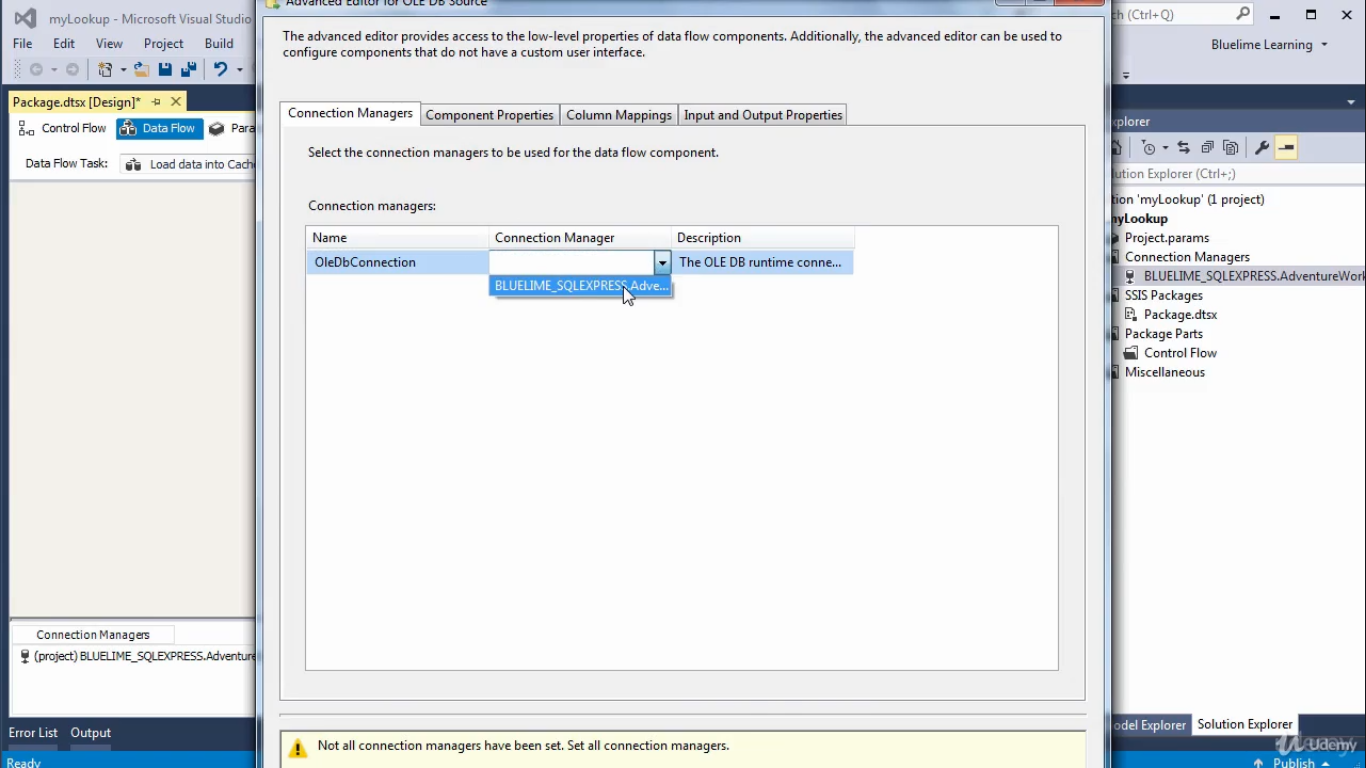 Advanced Editor for OLE DB Source
myLookup - Microsoft Visual Studio
ch (Ctrl+Q)
File Edit View Project Build
Bluelime Learning
The advanced editor provides access to the low-level properties of data flow components. Additionally, the advanced editor can be used to
configure components that do not have a custom user interface.
Package.dtsx [Design]*
Control Flow Data Flow Para
Data Flow Task: Load data into Cach
Connection Managers Component Properties Column Mappings Input and Output Properties
Select the connection managers to be used for the data flow component.
Connection managers:
Name Connection Manager Description
OleDbConnection The OLE DB runtime conne...
BLUELIME_SQLEXPRESS.Adve...
xplorer
lution Explorer (Ctrl+;)
tion 'myLookup' (1 project)
myLookup
Project.params
Connection Managers
BLUELIME_SQLEXPRESS.AdventureWork
SSIS Packages
Package.dtsx
Package Parts
Control Flow
Miscellaneous
Connection Managers
(project) BLUELIME_SQLEXPRESS.Adventure
Error List Output
odel Explorer Solution Explorer
Not all connection managers have been set. Set all connection managers.
Ready
Publish
Udemy